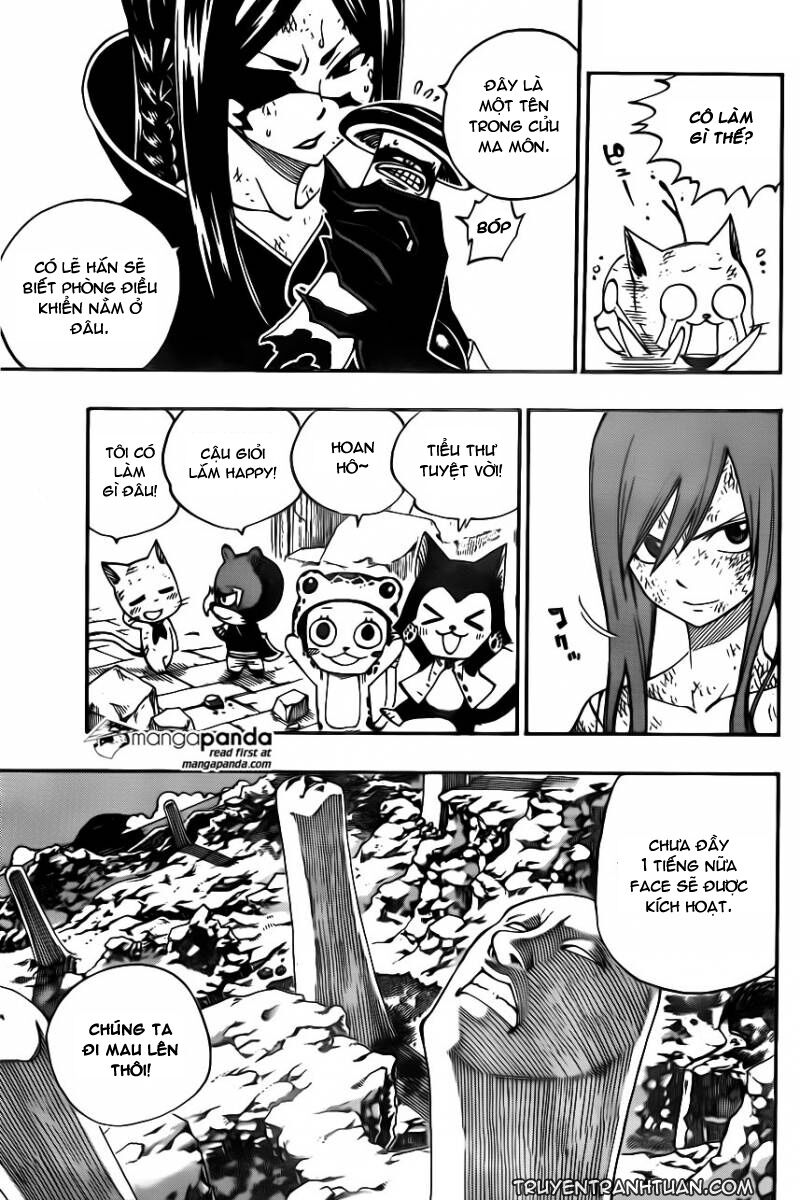 CÔ LÀM
GÌ THẾ?
ĐÂY LÀ
MỘT TÊN
TRONG CỬU
MA MÔN.
BÓP
CÓ LẼ HẮN SẼ
BIẾT PHÒNG ĐIỀU
KHIỂN NẰM Ở
ĐÂU.
TIỂU THƯ
TUYỆT VỜI!
HOAN
HÔ~
CẬU GIỎI
LẮM HAPPY!
TÔI CÓ
LÀM
GÌ ĐÂU!
mangapanda
read first at
mangapanda.com
CHƯA ĐẦY
1 TIẾNG NỮA
FACE SẼ ĐƯỢC
KÍCH HOẠT.
CHÚNG TA
ĐI MAU LÊN
THÔI!
TRUYENTRANHTUAN.COM